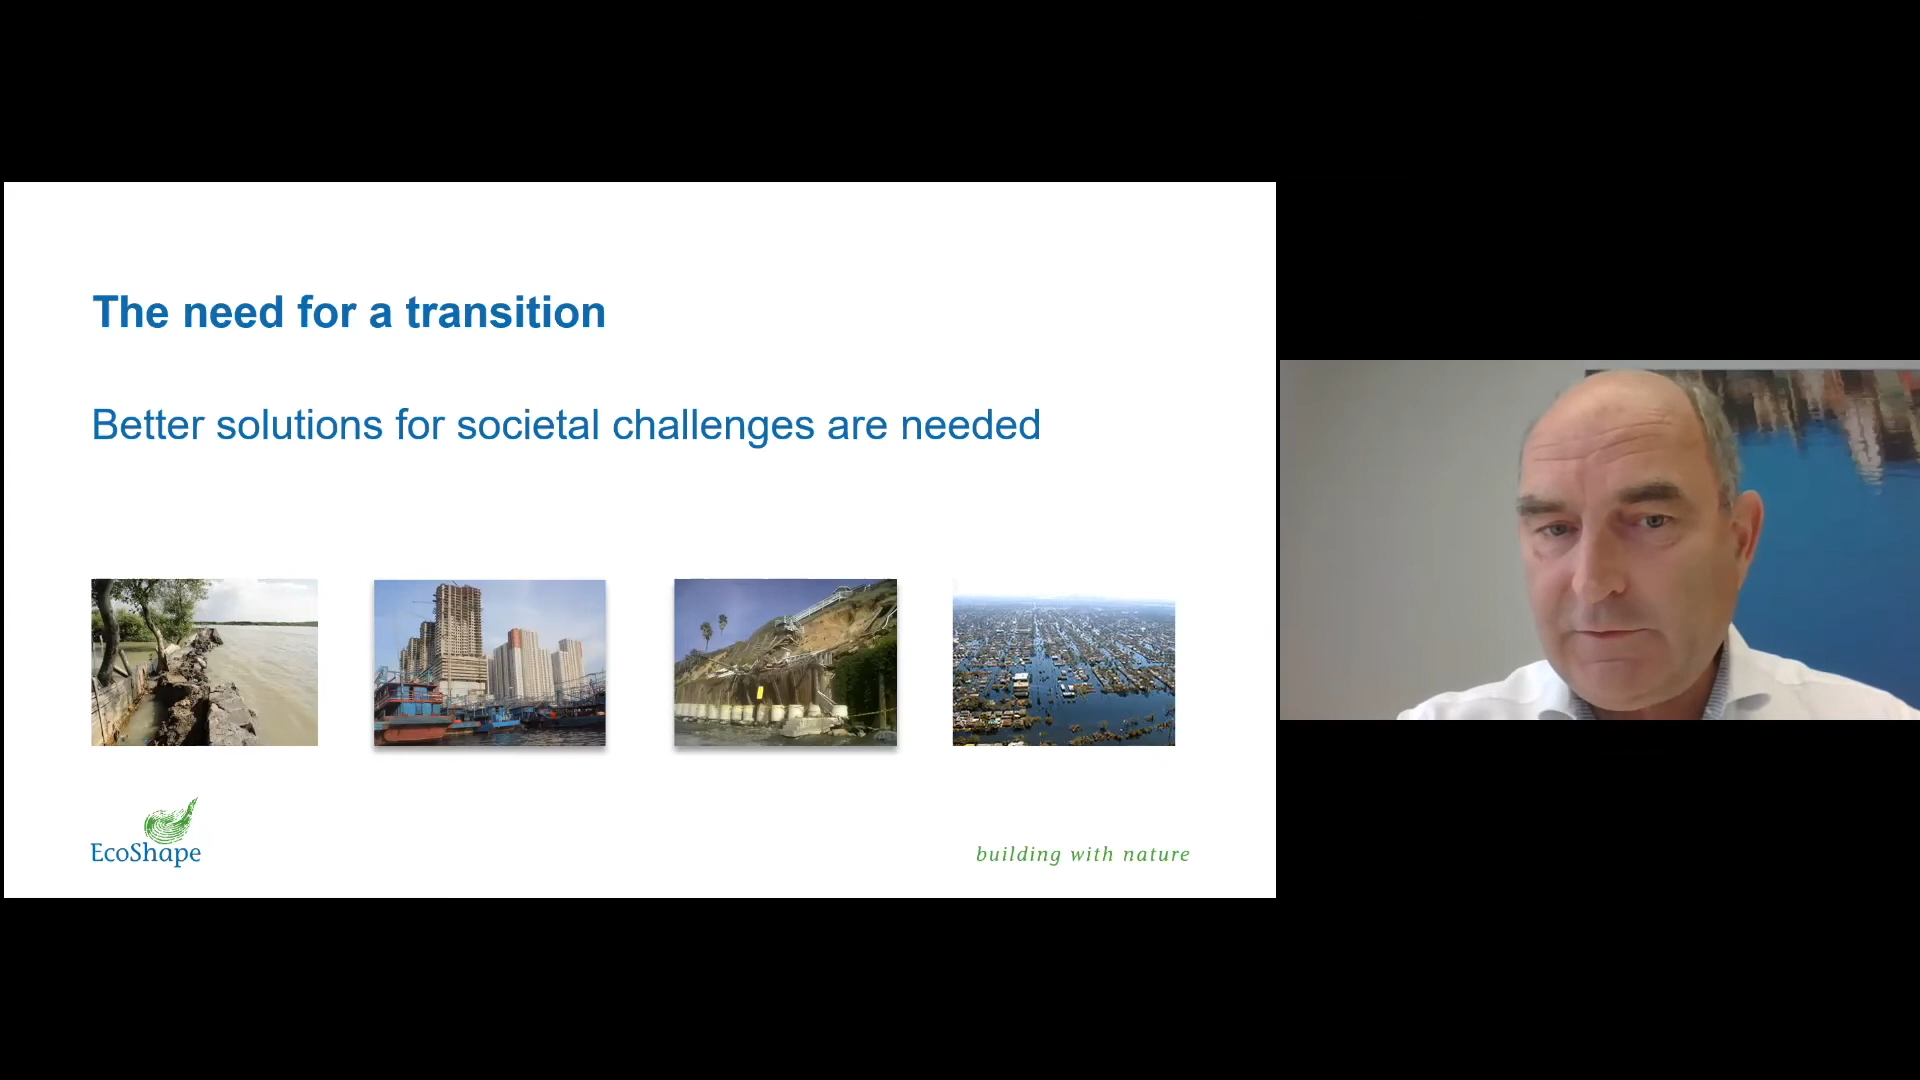 The need for a transition
Better solutions for societal challenges are needed
EcoShape
building with nature